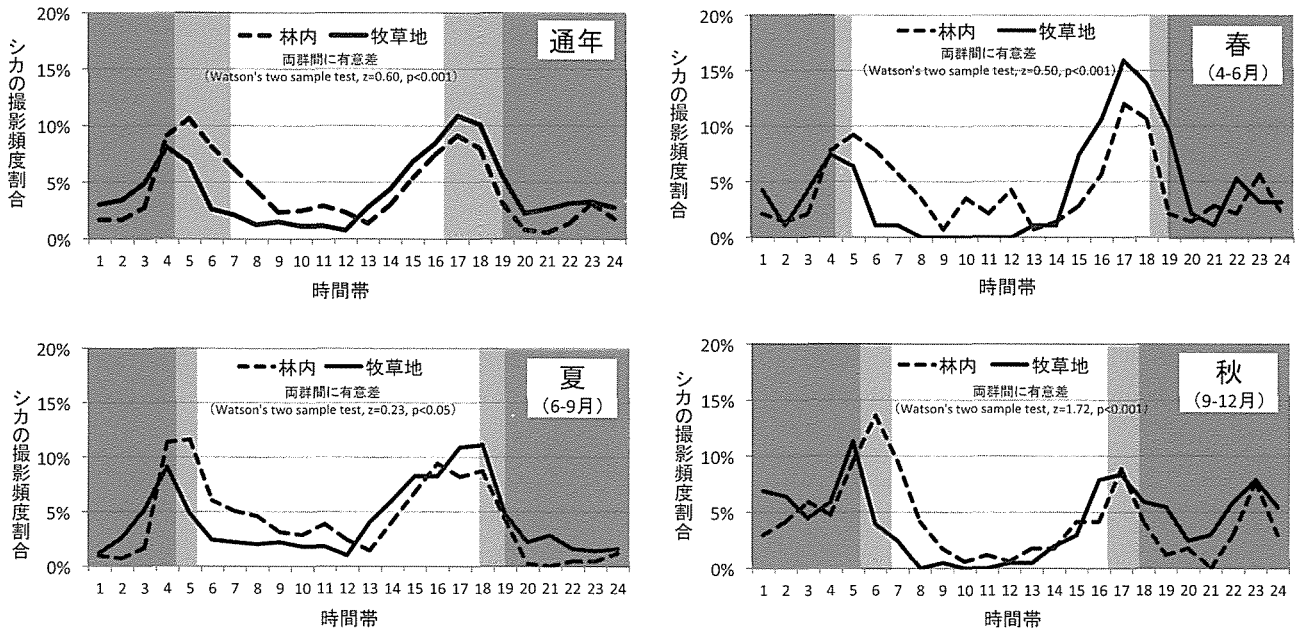 20%
15%
10%
5%
0%
シカの撮影頻度割合
林内 牧草地
両群間に有意差
（Watson's two sample test, z=0.60, p<0.001）
通年
1 2 3 4 5 6 7 8 9 10 11 12 13 14 15 16 17 18 19 20 21 22 23 24
時間帯
20%
15%
10%
5%
0%
シカの撮影頻度割合
林内 牧草地
両群間に有意差
（Watson's two sample test, z=0.50, p<0.001）
春
（4-6月）
1 2 3 4 5 6 7 8 9 10 11 12 13 14 15 16 17 18 19 20 21 22 23 24
時間帯
20%
15%
10%
5%
0%
シカの撮影頻度割合
林内 牧草地
両群間に有意差
（Watson's two sample test, z=0.23, p<0.05）
夏
（6-9月）
1 2 3 4 5 6 7 8 9 10 11 12 13 14 15 16 17 18 19 20 21 22 23 24
時間帯
20%
15%
10%
5%
0%
シカの撮影頻度割合
林内 牧草地
両群間に有意差
（Watson's two sample test, z=1.72, p<0.001）
秋
（9-12月）
1 2 3 4 5 6 7 8 9 10 11 12 13 14 15 16 17 18 19 20 21 22 23 24
時間帯